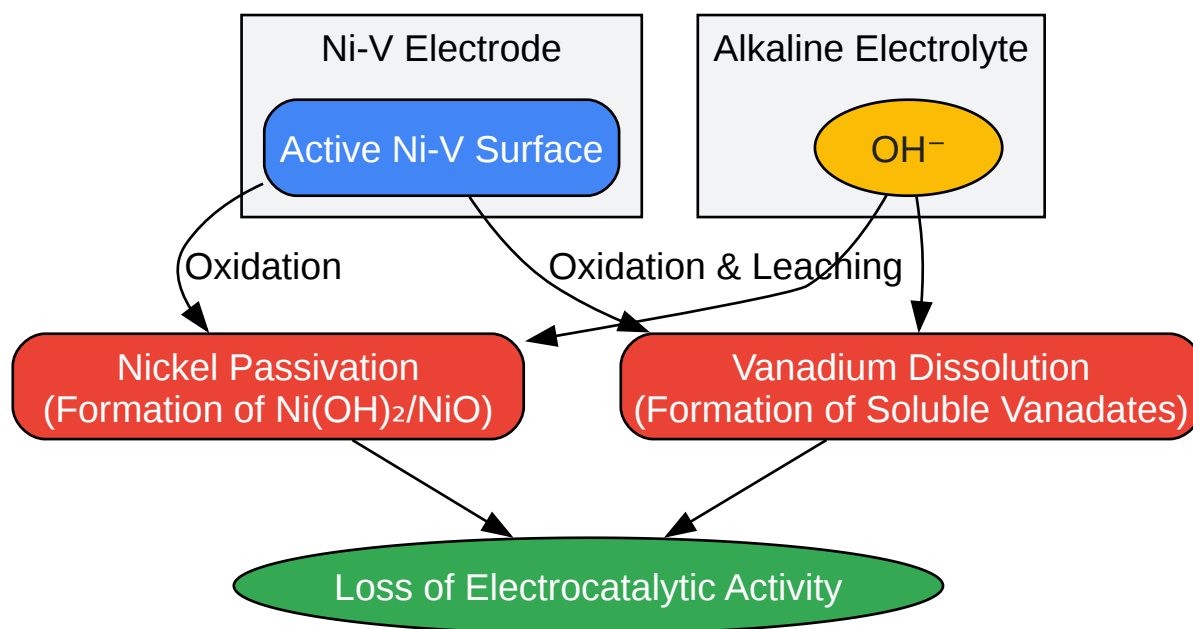 Ni-V Electrode
Alkaline Electrolyte
Active Ni-V Surface
OH⁻
Oxidation
Oxidation & Leaching
Nickel Passivation
(Formation of Ni(OH)₂/NiO)
Vanadium Dissolution
(Formation of Soluble Vanadates)
Loss of Electrocatalytic Activity